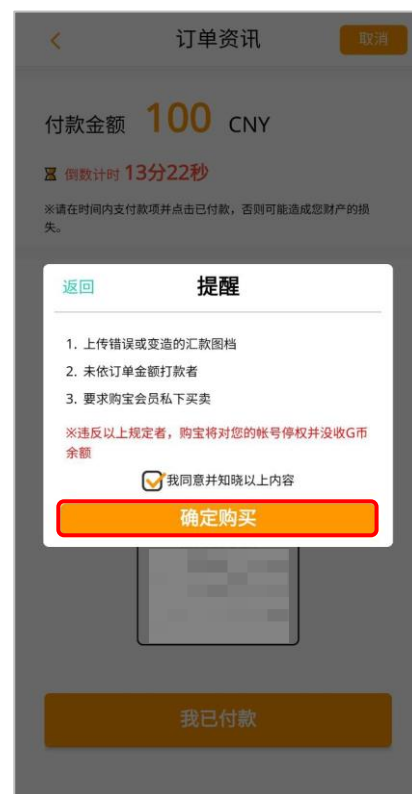 订单资讯 取消
付款金额 100 CNY
倒数计时 13分22秒
※请在时间内支付款项并点击已付款，否则可能造成您财产的损
失。
返回 提醒
1. 上传错误或变造的汇款图档
2. 未依订单金额打款者
3. 要求购宝会员私下买卖
※违反以上规定者，购宝将对您的帐号停权并没收G币
余额
我同意并知晓以上内容
确定购买
我已付款